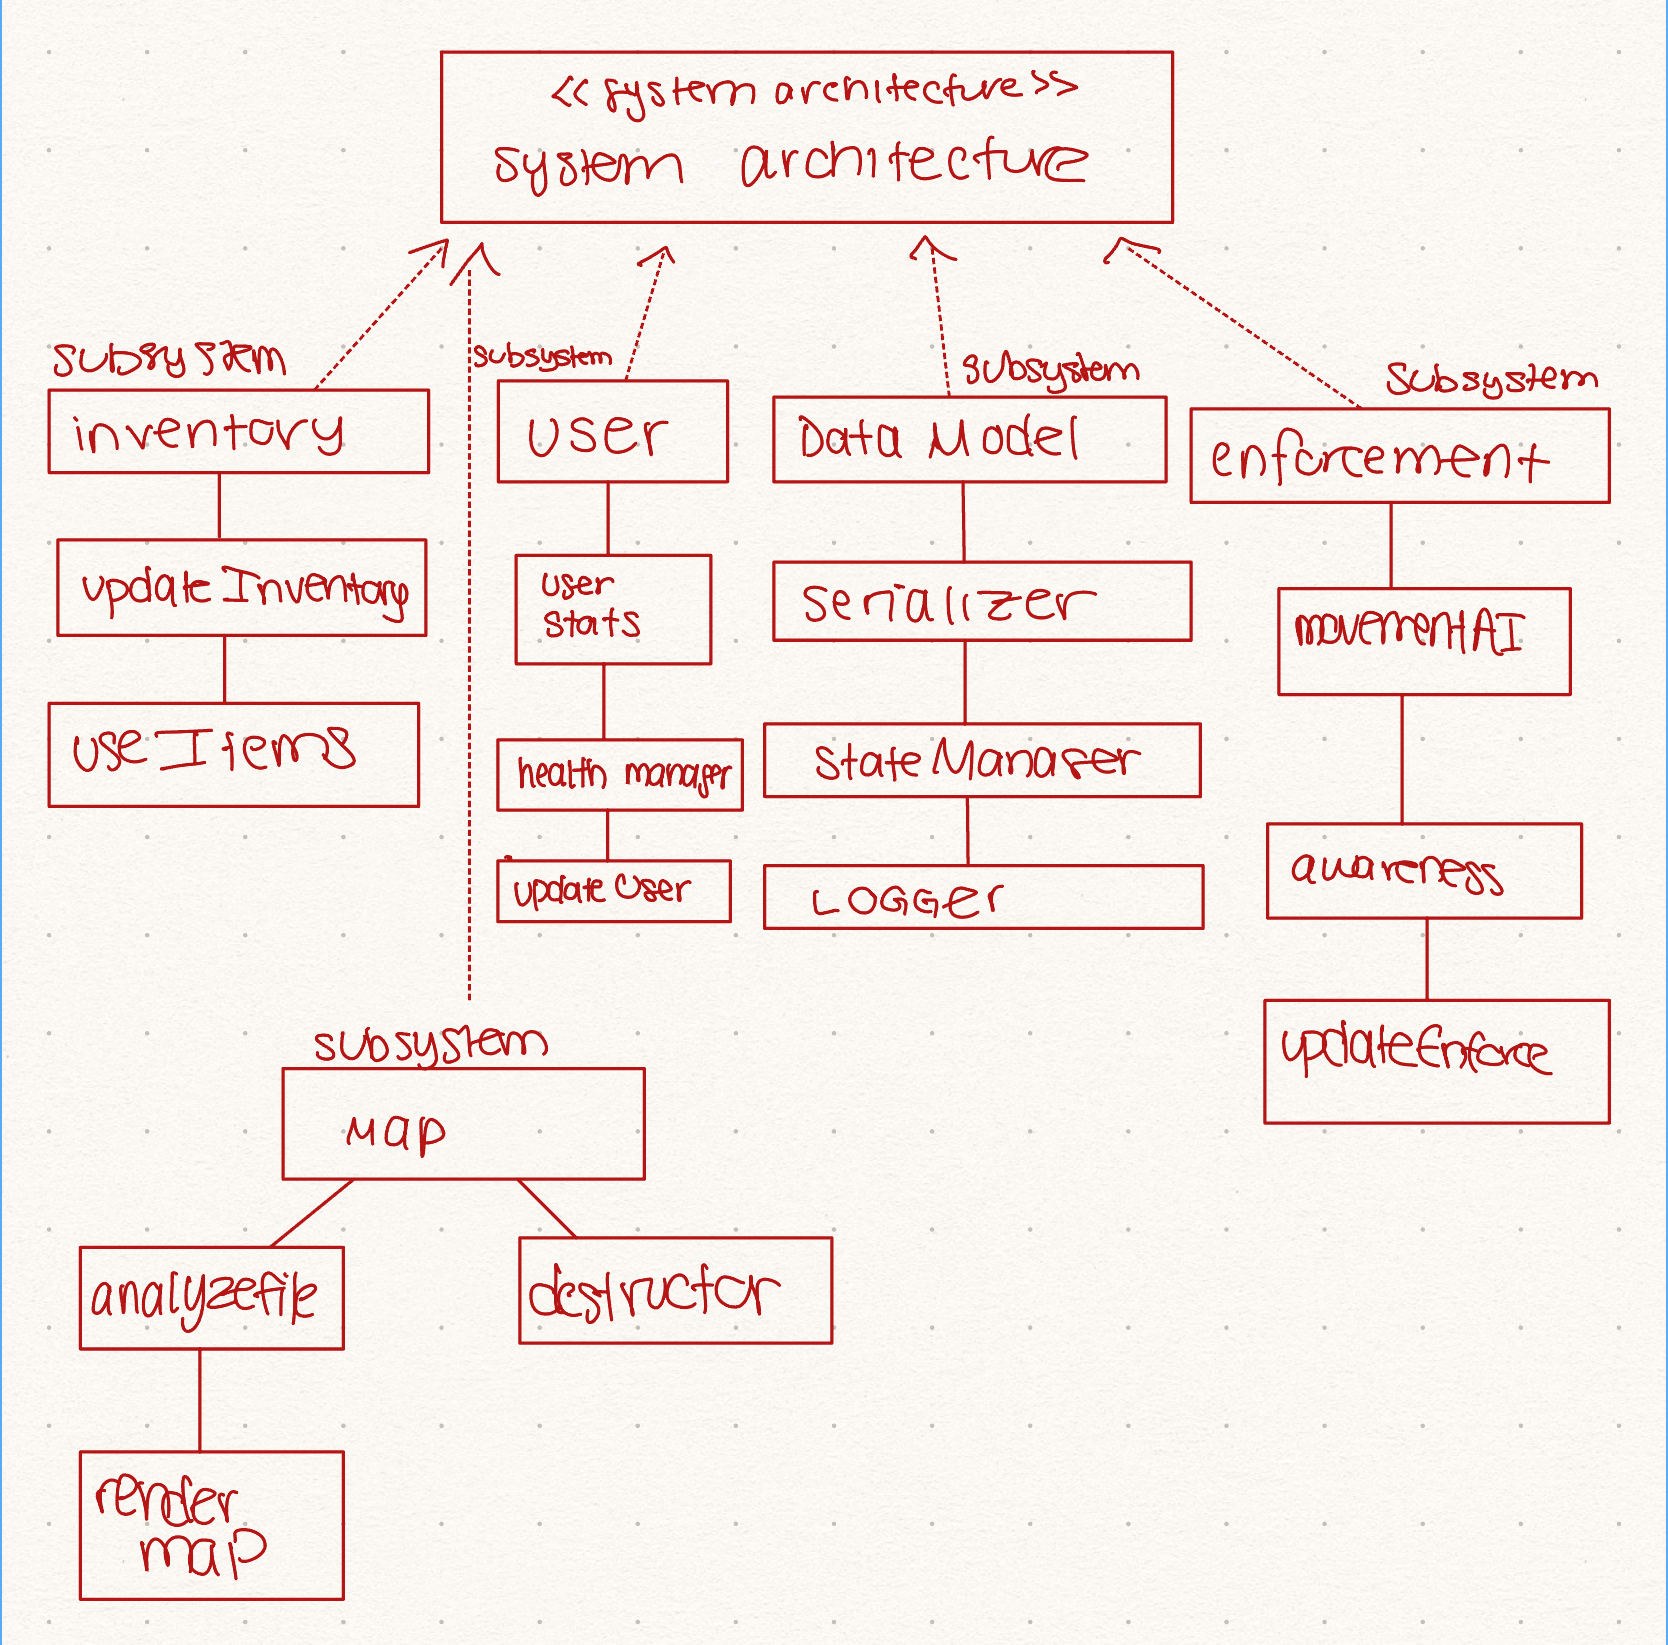 <<system architecture>>
system architecture
subsystem
inventory
updateInventory
useItems
subsystem
user
user
stats
health manager
update User
subsystem
Data Model
Serializer
State Manager
LOGGer
subsystem
enforcement
movementAI
awareness
updateEnforce
subsystem
Map
analyzefile
render
map
destructor